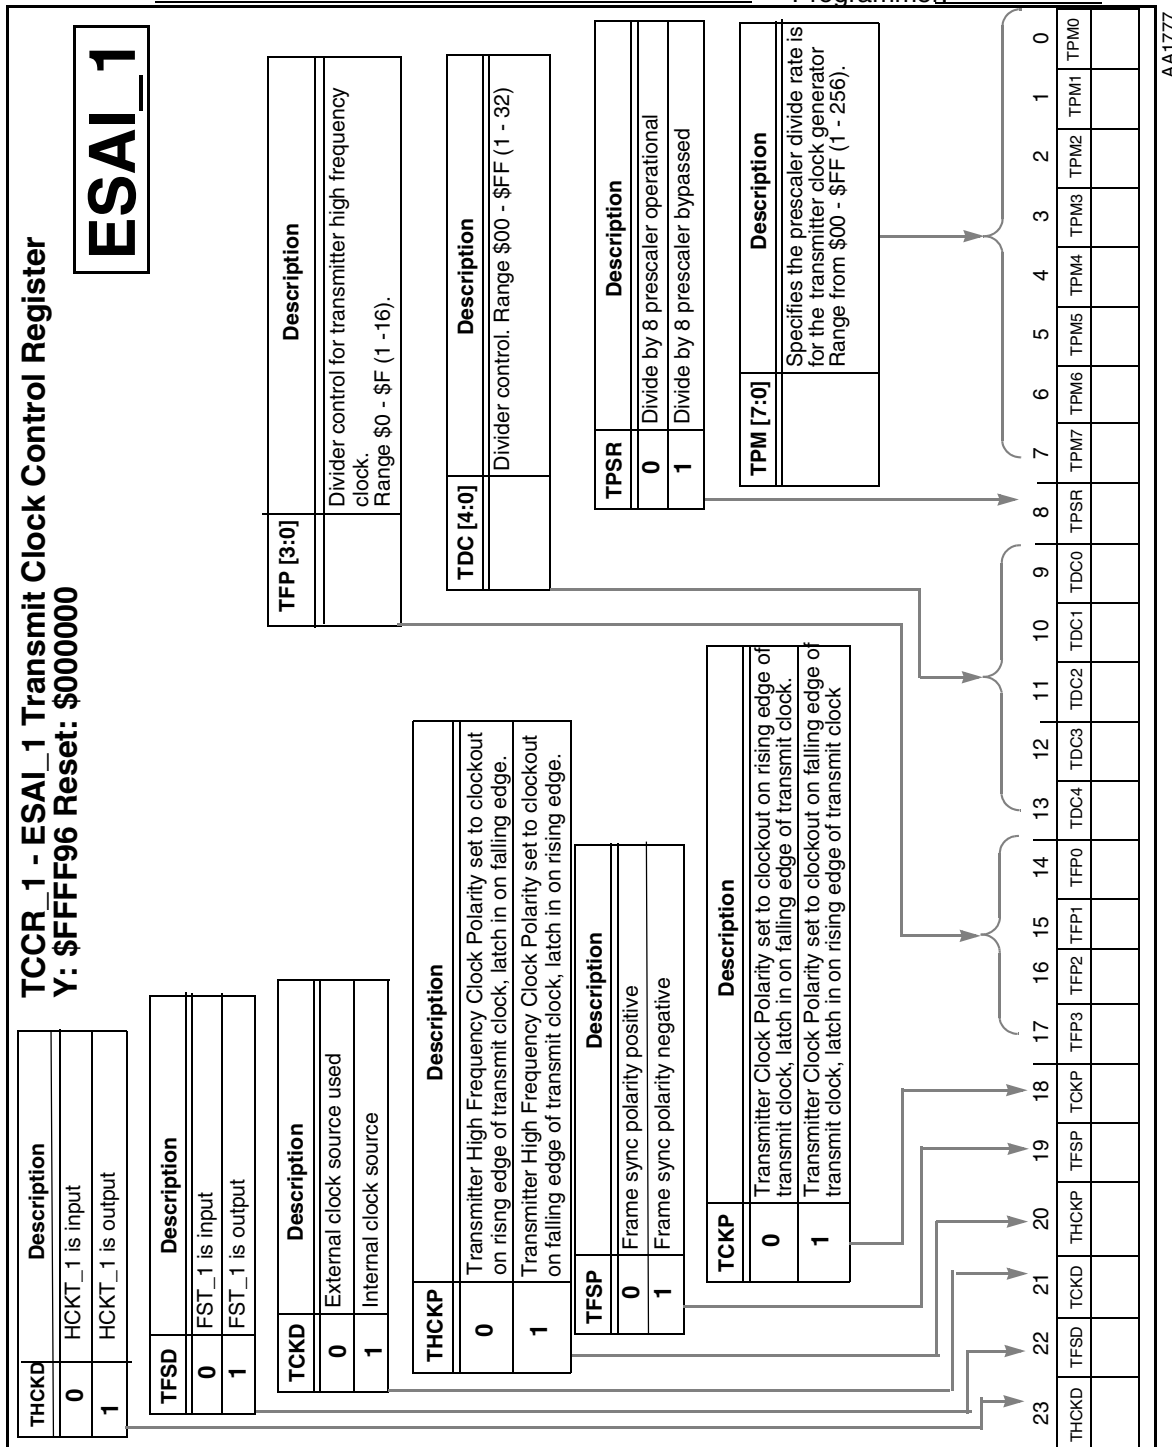 Programmer:
TCCR_1 - ESAI_1 Transmit Clock Control Register
Y: $FFFF96 Reset: $000000
ESAI_1
THCKD Description
0 HCKT_1 is input
1 HCKT_1 is output
TFSD Description
0 FST_1 is input
1 FST_1 is output
TCKD Description
0 External clock source used
1 Internal clock source
THCKP Description
0 Transmitter High Frequency Clock Polarity set to clockout
on risng edge of transmit clock, latch in on falling edge.
1 Transmitter High Frequency Clock Polarity set to clockout
on falling edge of transmit clock, latch in on rising edge.
TFSP Description
0 Frame sync polarity positive
1 Frame sync polarity negative
TCKP Description
0 Transmitter Clock Polarity set to clockout on rising edge of
transmit clock, latch in on falling edge of transmit clock.
1 Transmitter Clock Polarity set to clockout on falling edge of
transmit clock, latch in on rising edge of transmit clock
TFP [3:0] Description
Divider control for transmitter high frequency
clock.
Range $0 - $F (1 -16).
TDC [4:0] Description
Divider control. Range $00 - $FF (1 - 32)
TPSR Description
0 Divide by 8 prescaler operational
1 Divide by 8 prescaler bypassed
TPM [7:0] Description
Specifies the prescaler divide rate is
for the transmitter clock generator
Range from $00 - $FF (1 - 256).
23 22 21 20 19 18 17 16 15 14 13 12 11 10 9 8 7 6 5 4 3 2 1 0
THCKD TFSD TCKD THCKP TFSP TCKP TFP3 TFP2 TFP1 TFP0 TDC4 TDC3 TDC2 TDC1 TDC0 TPSR TPM7 TPM6 TPM5 TPM4 TPM3 TPM2 TPM1 TPM0
AA1777